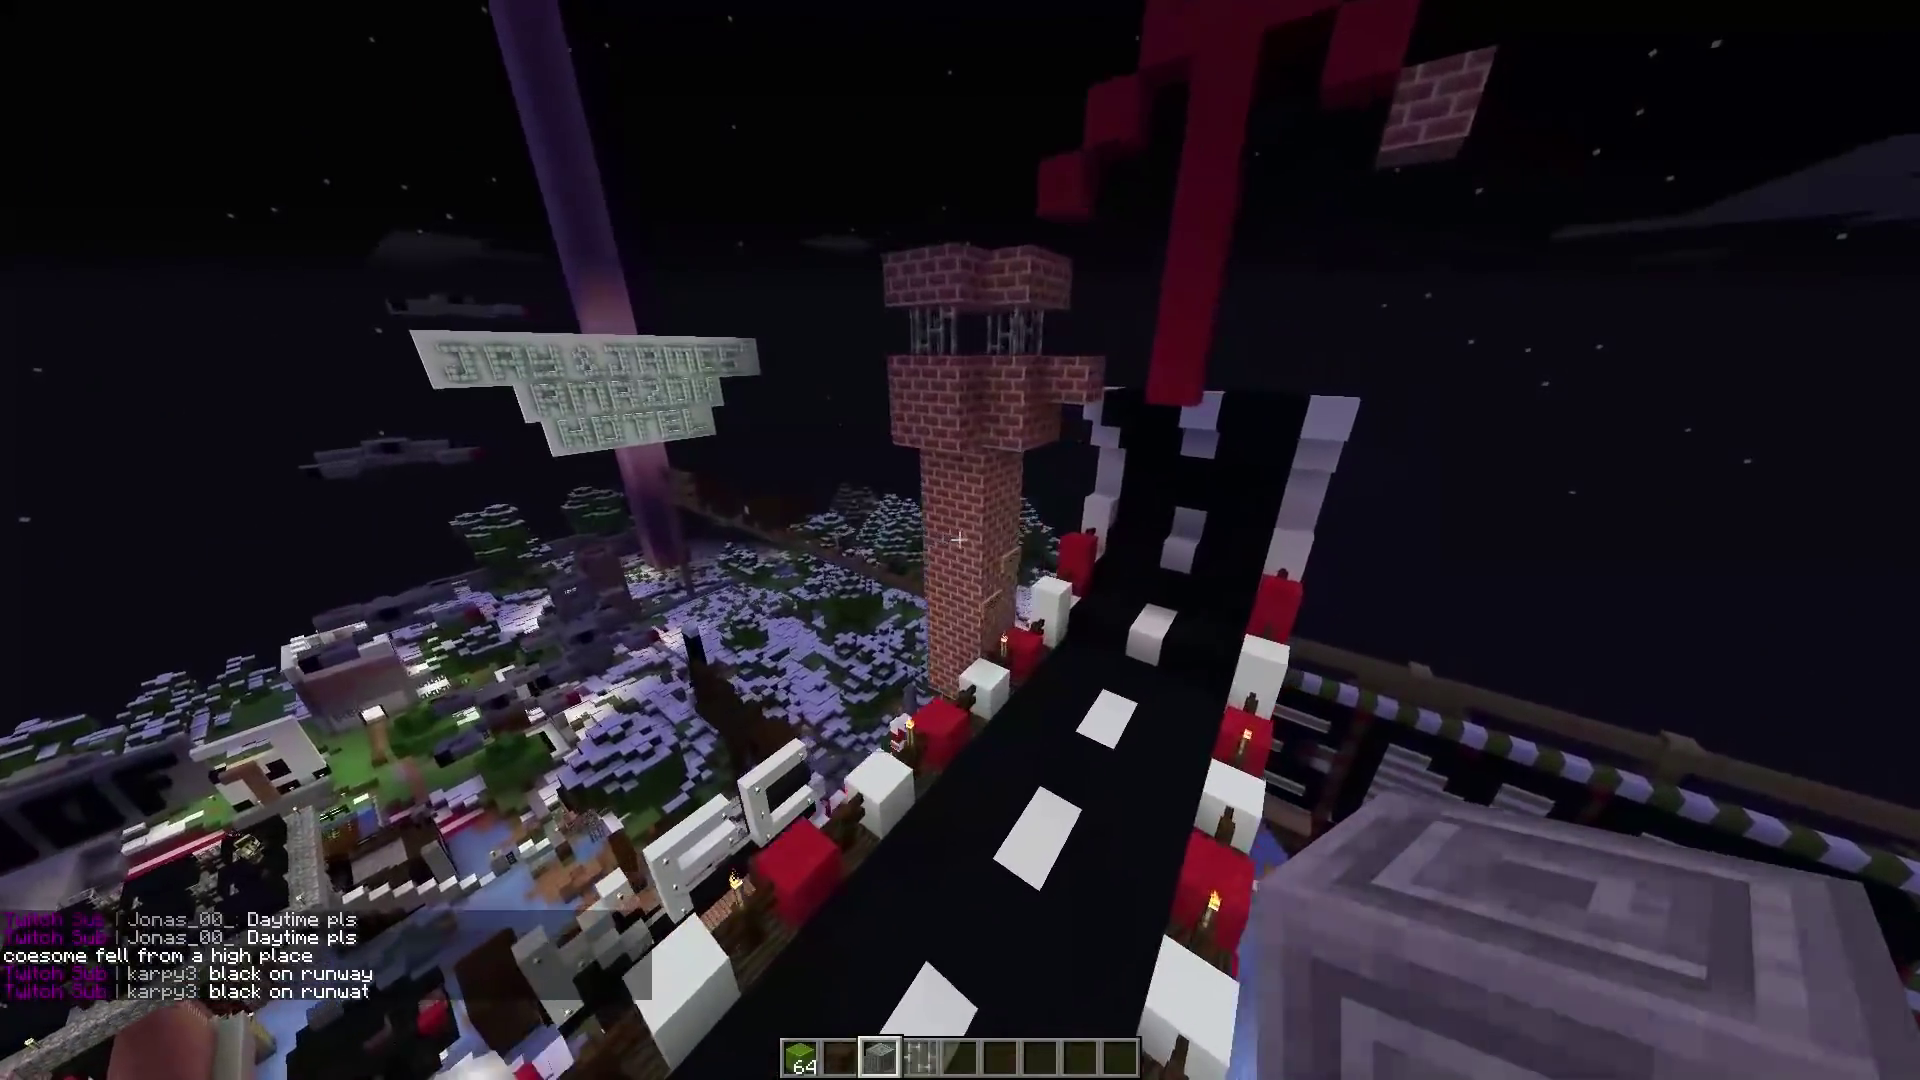 JAY & JAMES'
AMAZON
HOTEL
Twitch Sub | Jonas_00_: Daytime pls
Twitch Sub | Jonas_00_: Daytime pls
coesome fell from a high place
Twitch Sub | karpy3: black on runway
Twitch Sub | karpy3: black on runwat
64